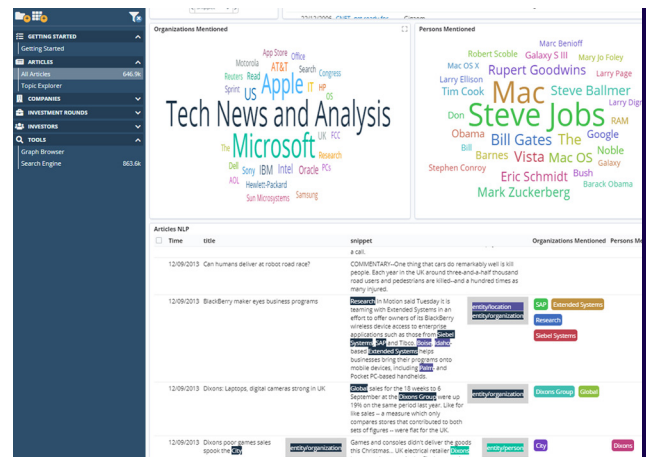 GETTING STARTED
Getting Started
ARTICLES
All Articles 646.9k
Topic Explorer
COMPANIES
INVESTMENT ROUNDS
INVESTORS
TOOLS
Graph Browser
Search Engine 863.6k
Organizations Mentioned
App Store Office
Motorola AT&T Search Congress
Reuters Read Apple IT HP
Sprint US OS
Tech News and Analysis
The Microsoft UK FCC
Research
Dell Sony IBM Intel Oracle PCs
AOL Hewlett-Packard
Sun Microsystems Samsung
Persons Mentioned
Marc Benioff
Robert Scoble Galaxy S III Mary Jo Foley
Mac OS X Rupert Goodwins Larry Page
Larry Ellison
Tim Cook Mac Steve Ballmer
Larry Dign
Don Steve Jobs RAM
Obama Bill Gates The Google
Bill Barnes Vista Mac OS Noble
Galaxy
Stephen Conroy Eric Schmidt Bush
Barack Obama
Mark Zuckerberg
Articles NLP
Time title snippet Organizations Mentioned Persons Me
a call.
12/09/2013 Can humans deliver at robot road race? COMMENTARY--One thing that cars do remarkably well is kill
people. Each year in the UK around three-and-a-half thousand
road users and pedestrians are killed--and a hundred times as
many injured.
12/09/2013 BlackBerry maker eyes business programs Research in Motion said Tuesday it is
teaming with Extended Systems in an
effort to offer owners of its BlackBerry
wireless device access to enterprise
applications such as those from Siebel
Systems, SAP and Tibco. Boise, Idaho-
based Extended Systems helps
businesses bring their programs onto
mobile devices, including Palm- and
Pocket PC-based handhelds.
entity/location
entity/organization
SAP Extended Systems
Research
Siebel Systems
12/09/2013 Dixons: Laptops, digital cameras strong in UK Global sales for the 18 weeks to 6
September at the Dixons Group were up
19% on the same period last year. Like for
like sales -- a measure which only
compares stores that contributed to both
sets of figures -- were flat for the UK.
entity/organization
Dixons Group Global
12/09/2013 Dixons poor games sales
spook the City
entity/organization
Games and consoles didn't deliver the goods
this Christmas... UK electrical retailer Dixons
entity/person
City Dixons